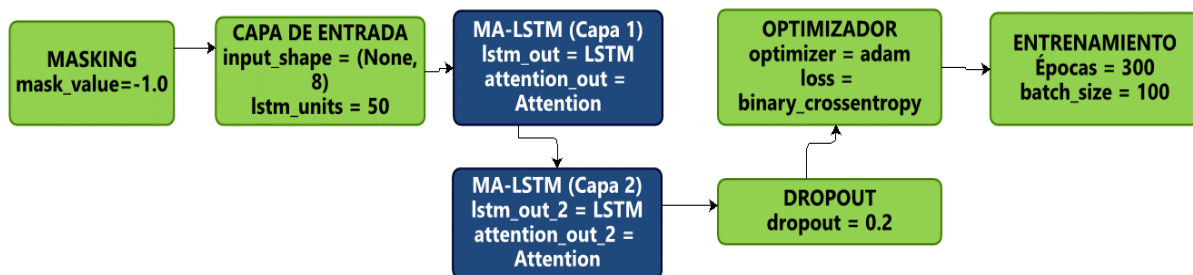 MASKING
mask_value=-1.0
CAPA DE ENTRADA
input_shape = (None,
8)
lstm_units = 50
MA-LSTM (Capa 1)
lstm_out = LSTM
attention_out =
Attention
MA-LSTM (Capa 2)
lstm_out_2 = LSTM
attention_out_2 =
Attention
DROPOUT
dropout = 0.2
OPTIMIZADOR
optimizer = adam
loss =
binary_crossentropy
ENTRENAMIENTO
Épocas = 300
batch_size = 100